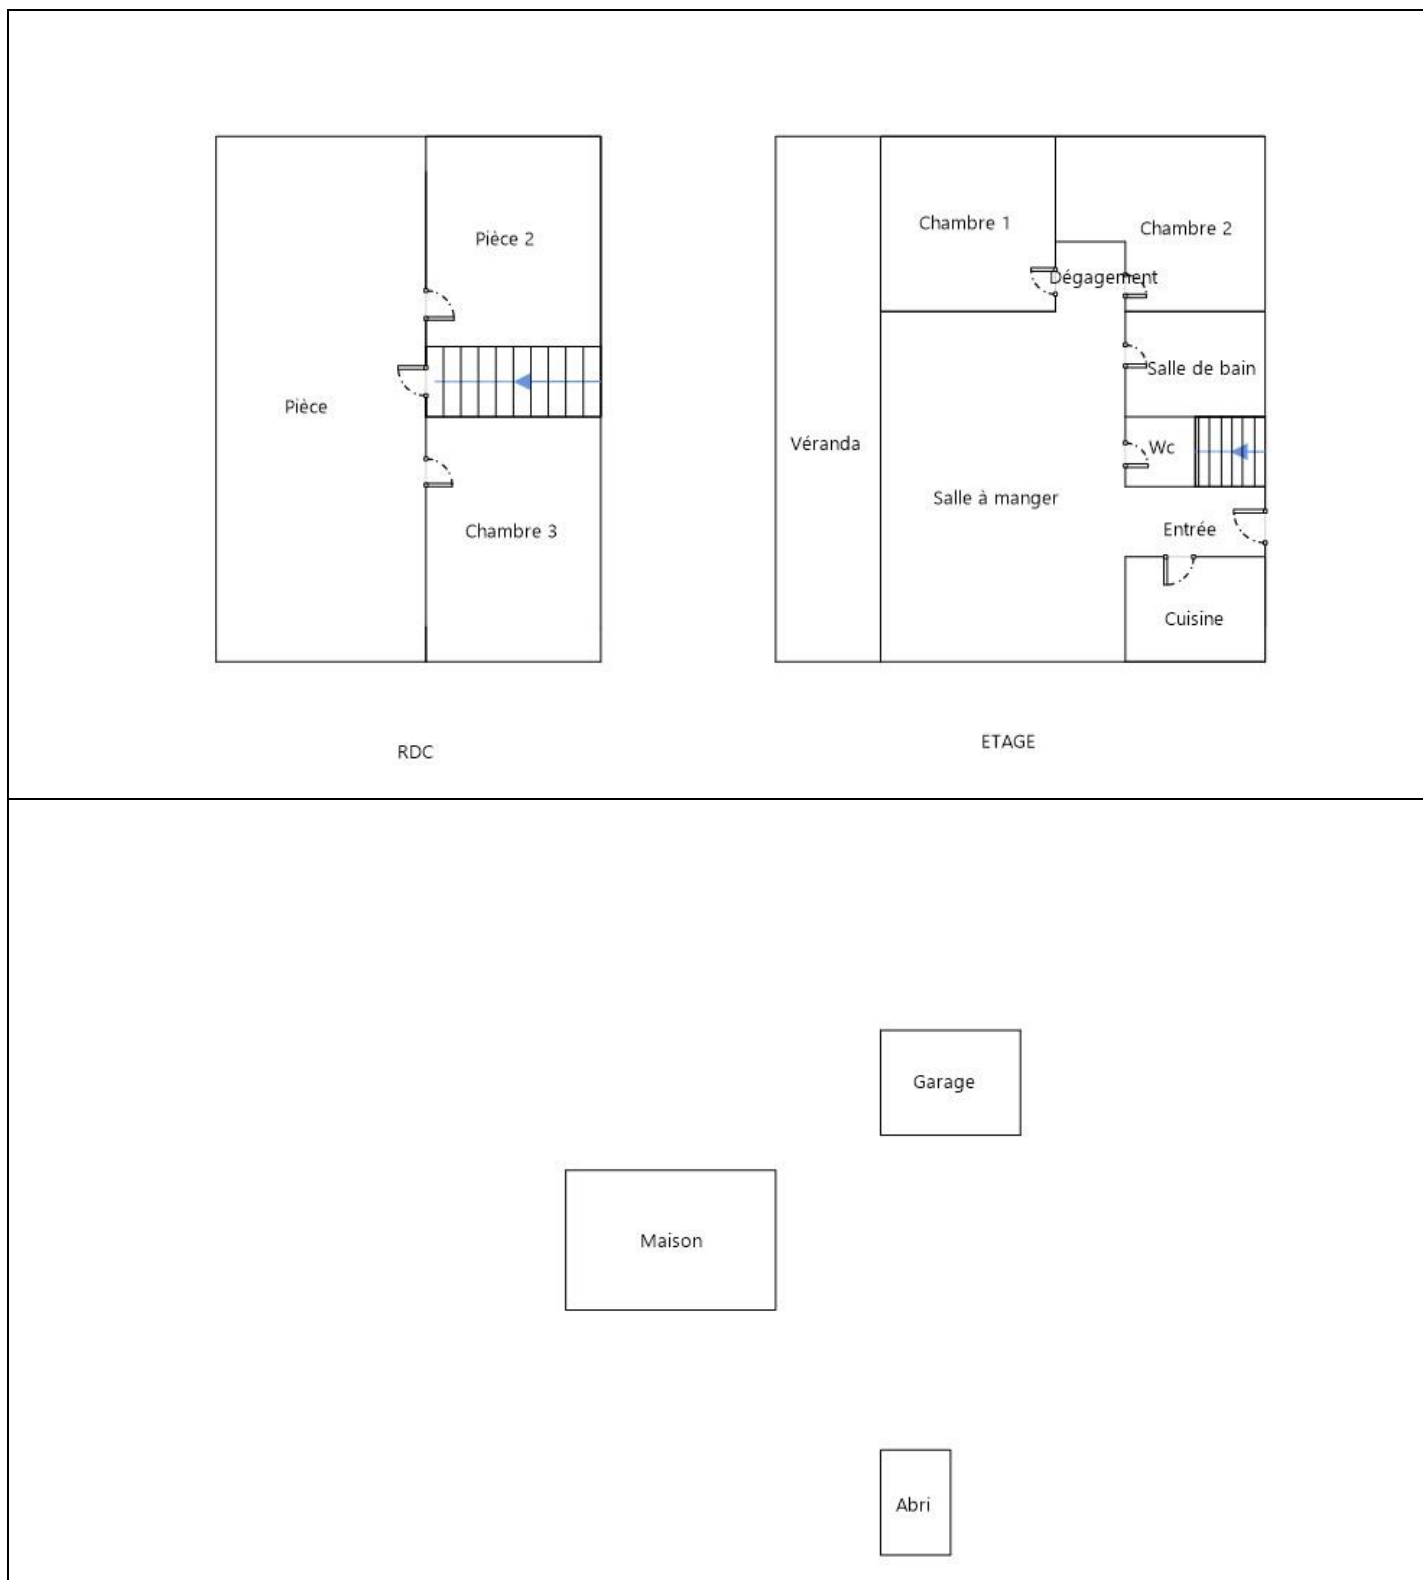 Pièce 2
Pièce
Chambre 3
RDC
Chambre 1
Chambre 2
Dégagement
Salle de bain
Véranda
Wc
Salle à manger
Entrée
Cuisine
ETAGE
Garage
Maison
Abri